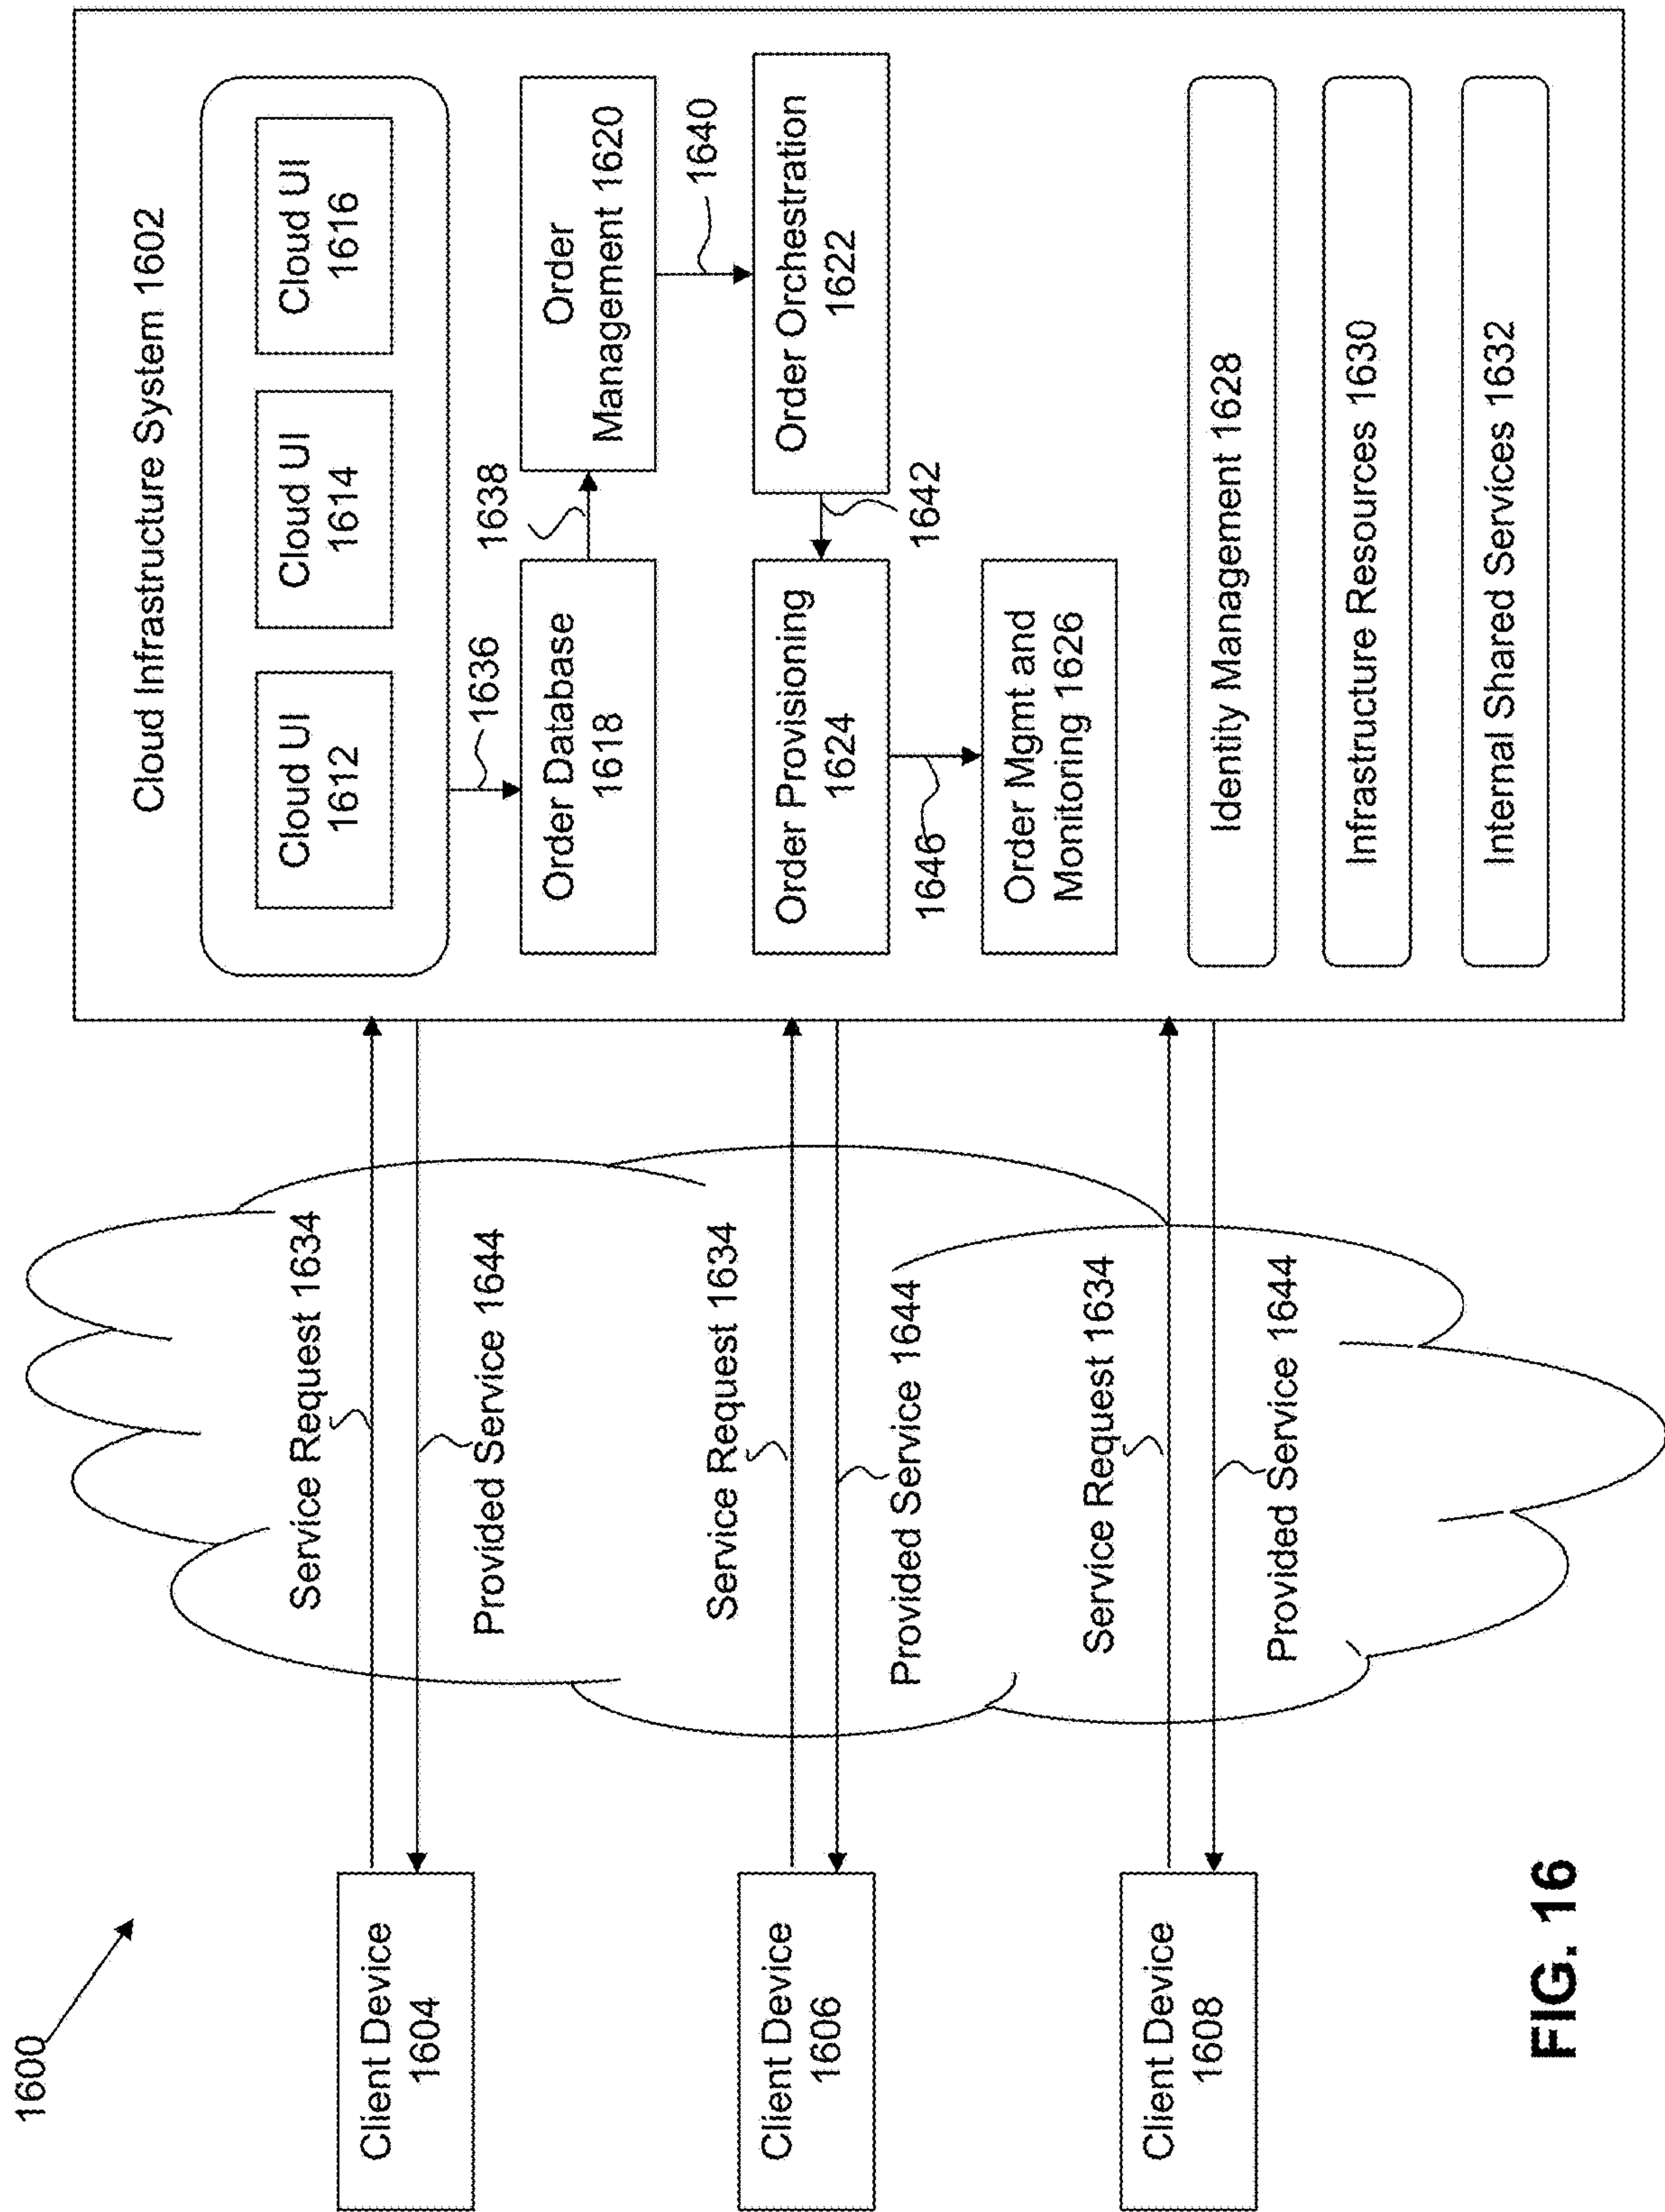 1600
Cloud Infrastructure System 1602
Cloud UI
1612
Cloud UI
1614
Cloud UI
1616
1636
Order Database
1618
1638
Order
Management 1620
1640
Order Orchestration
1622
1642
Order Provisioning
1624
1646
Order Mgmt and
Monitoring 1626
Identity Management 1628
Infrastructure Resources 1630
Internal Shared Services 1632
Client Device
1604
Service Request 1634
Provided Service 1644
Client Device
1606
Service Request 1634
Provided Service 1644
Client Device
1608
Service Request 1634
Provided Service 1644
FIG. 16